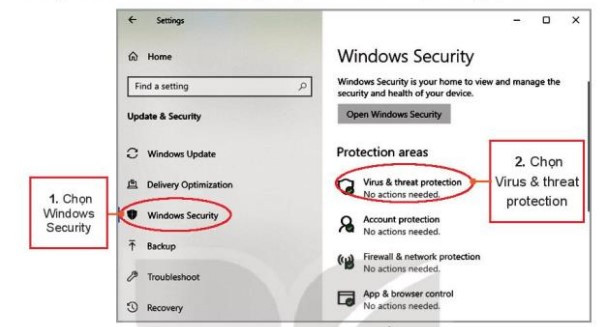 Settings
Home
Find a setting
Update & Security
Windows Update
Delivery Optimization
Windows Security
Backup
Troubleshoot
Recovery
1. Chọn
Windows
Security
Windows Security
Windows Security is your home to view and manage the
security and health of your device.
Open Windows Security
Protection areas
Virus & threat protection
No actions needed.
Account protection
No actions needed.
Firewall & network protection
No actions needed.
App & browser control
No actions needed.
2. Chọn
Virus & threat
protection